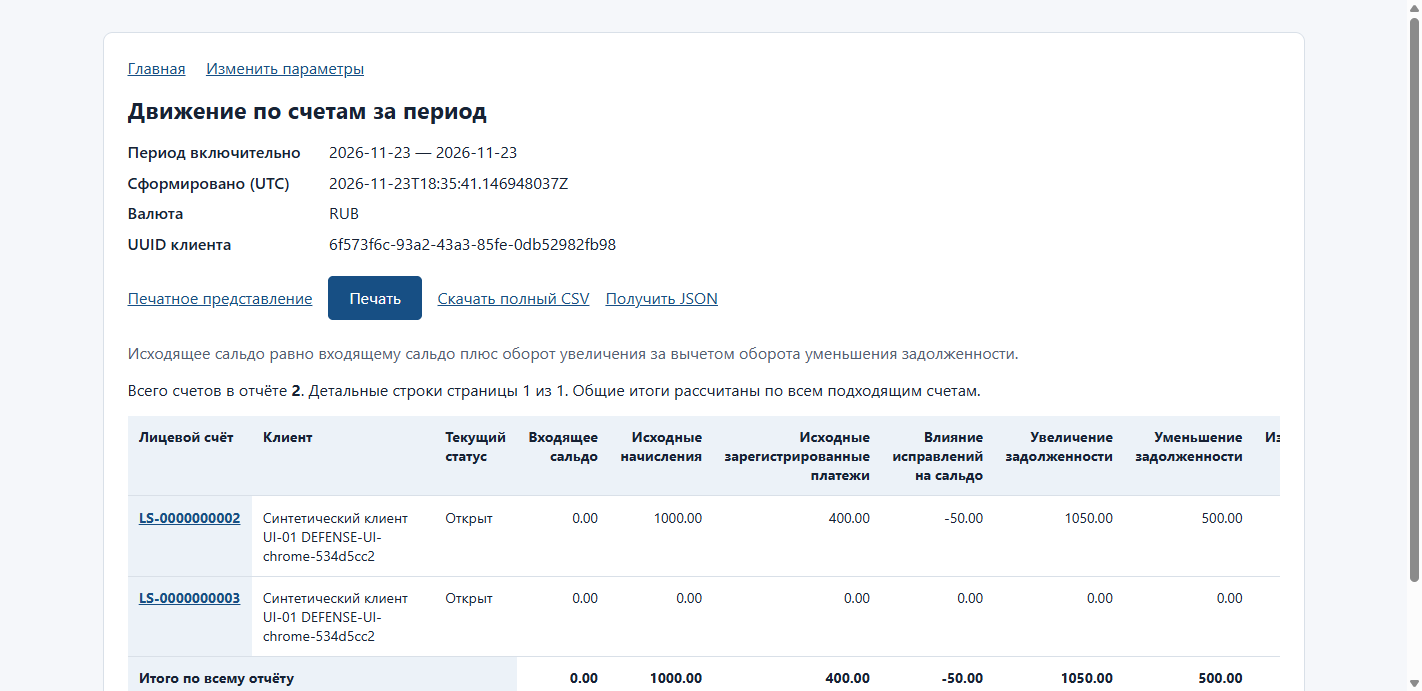 Главная Изменить параметры
Движение по счетам за период
Период включительно 2026-11-23 — 2026-11-23
Сформировано (UTC) 2026-11-23T18:35:41.146948037Z
Валюта RUB
UUID клиента 6f573f6c-93a2-43a3-85fe-0db52982fb98
Печатное представление Печать Скачать полный CSV Получить JSON
Исходящее сальдо равно входящему сальдо плюс оборот увеличения за вычетом оборота уменьшения задолженности.
Всего счетов в отчёте 2. Детальные строки страницы 1 из 1. Общие итоги рассчитаны по всем подходящим счетам.
Лицевой счёт Клиент Текущий Входящее Исходные Исходные Влияние Увеличение Уменьшение
статус сальдо начисления зарегистрированные исправлений задолженности задолженности
платежи на сальдо
LS-0000000002 Синтетический клиент Открыт 0.00 1000.00 400.00 -50.00 1050.00 500.00
UI-01 DEFENSE-UI-
chrome-534d5cc2
LS-0000000003 Синтетический клиент Открыт 0.00 0.00 0.00 0.00 0.00 0.00
UI-01 DEFENSE-UI-
chrome-534d5cc2
Итого по всему отчёту 0.00 1000.00 400.00 -50.00 1050.00 500.00